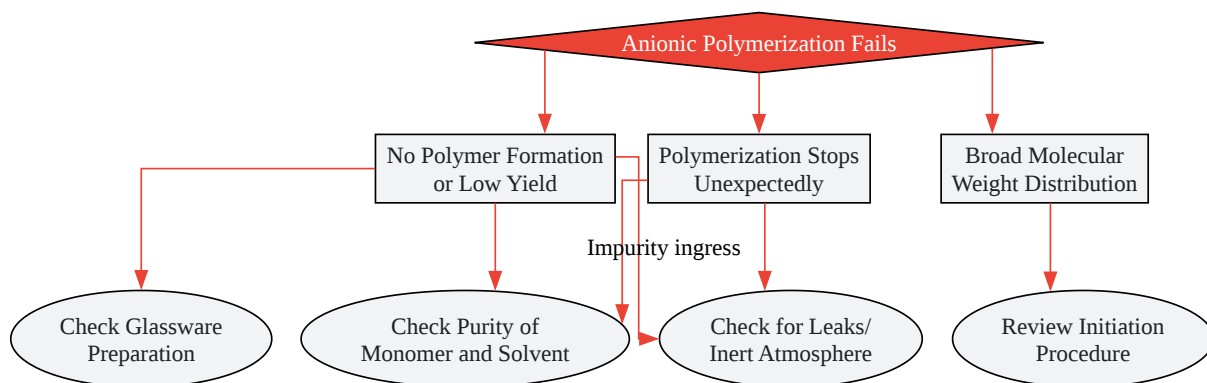 Anionic Polymerization Fails
No Polymer Formation
or Low Yield
Polymerization Stops
Unexpectedly
Broad Molecular
Weight Distribution
Impurity ingress
Check Glassware
Preparation
Check Purity of
Monomer and Solvent
Check for Leaks/
Inert Atmosphere
Review Initiation
Procedure